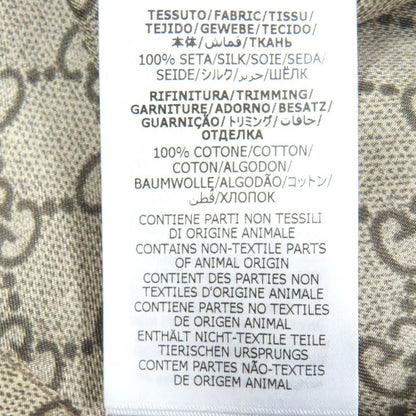 TESSUTO/FABRIC/TISSU/
TEJIDO/GEWEBE/TECIDO/
本体/قماش/ТКАНЬ
100% SETA/SILK/SOIE/SEDA/
SEIDE/シルク/حرير/ШЁЛК
RIFINITURA/TRIMMING/
GARNITURE/ADORNO/BESATZ/
GUARNIÇÃO/トリミング/حافات/
ОТДЕЛКА
100% COTONE/COTTON/
COTON/ALGODON/
BAUMWOLLE/ALGODÃO/コットン/
قطن/ХЛОПОК
CONTIENE PARTI NON TESSILI
DI ORIGINE ANIMALE
CONTAINS NON-TEXTILE PARTS
OF ANIMAL ORIGIN
CONTIENT DES PARTIES NON
TEXTILES D'ORIGINE ANIMALE
CONTIENE PARTES NO TEXTILES
DE ORIGEN ANIMAL
ENTHÄLT NICHT-TEXTILE TEILE
TIERISCHEN URSPRUNGS
CONTEM PARTES NÃO-TEXTEIS
DE ORIGEM ANIMAL